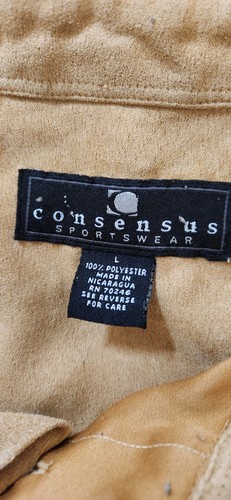 consensus
SPORTSWEAR
L
100% POLYESTER
MADE IN
NICARAGUA
RN 70246
SEE REVERSE
FOR CARE